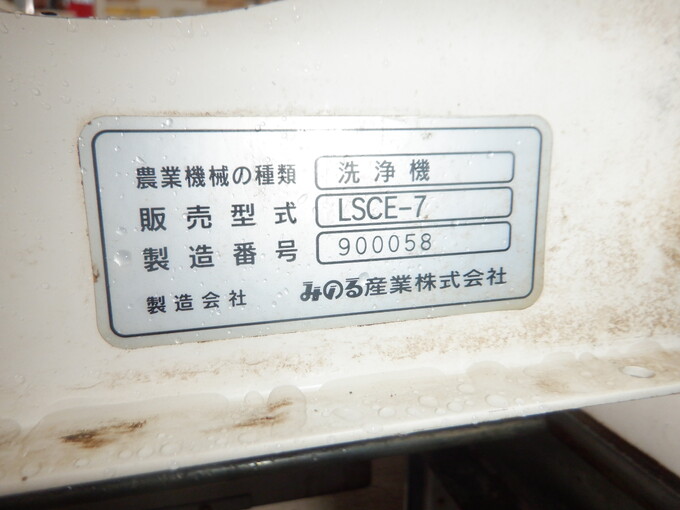 農業機械の種類 洗浄機
販売型式 LSCE-7
製造番号 900058
製造会社 みのる産業株式会社